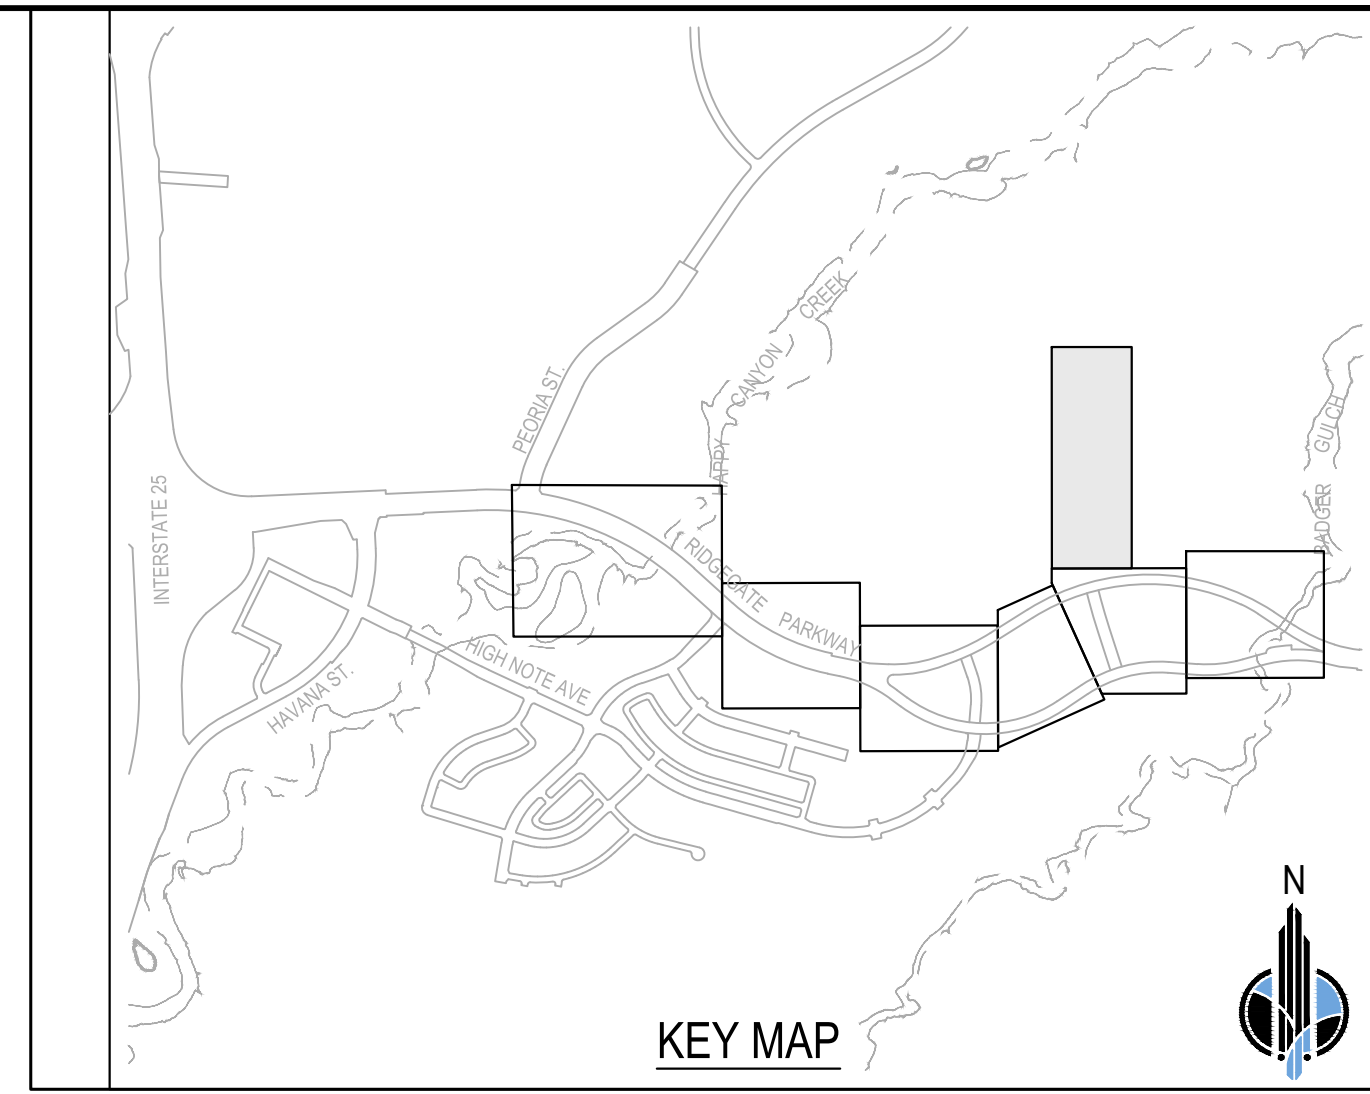 CREEK
CANYON
HAPPY
PEORIA ST.
GULCH
BADGER
INTERSTATE 25
RIDGEGATE
PARKWAY
HIGH NOTE AVE
HAVANA ST.
N
KEY MAP